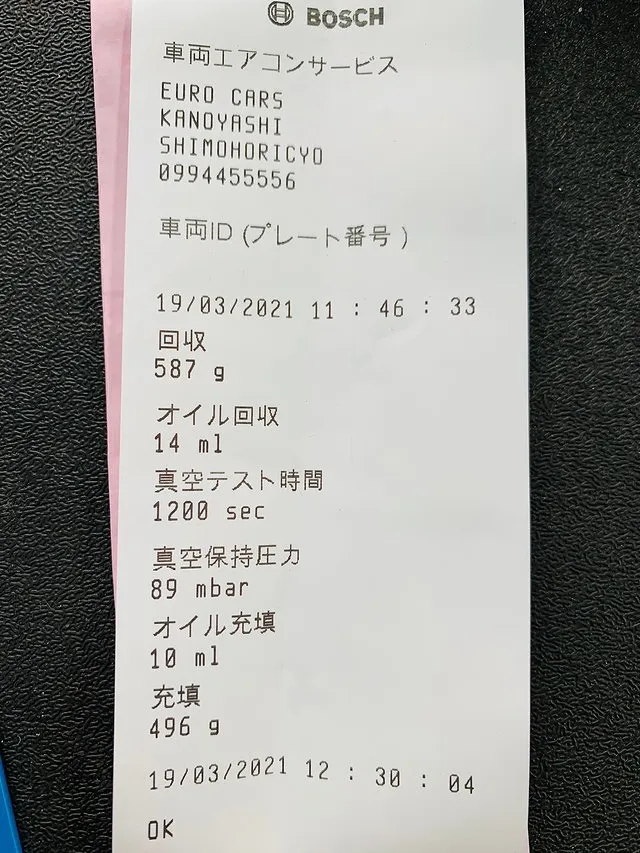 BOSCH
車両エアコンサービス
EURO CARS
KANOYASHI
SHIMOHORICYO
0994455556
車両ID (プレート番号 )
19/03/2021 11 : 46 : 33
回収
587 g
オイル回収
14 ml
真空テスト時間
1200 sec
真空保持圧力
89 mbar
オイル充填
10 ml
充填
496 g
19/03/2021 12 : 30 : 04
OK